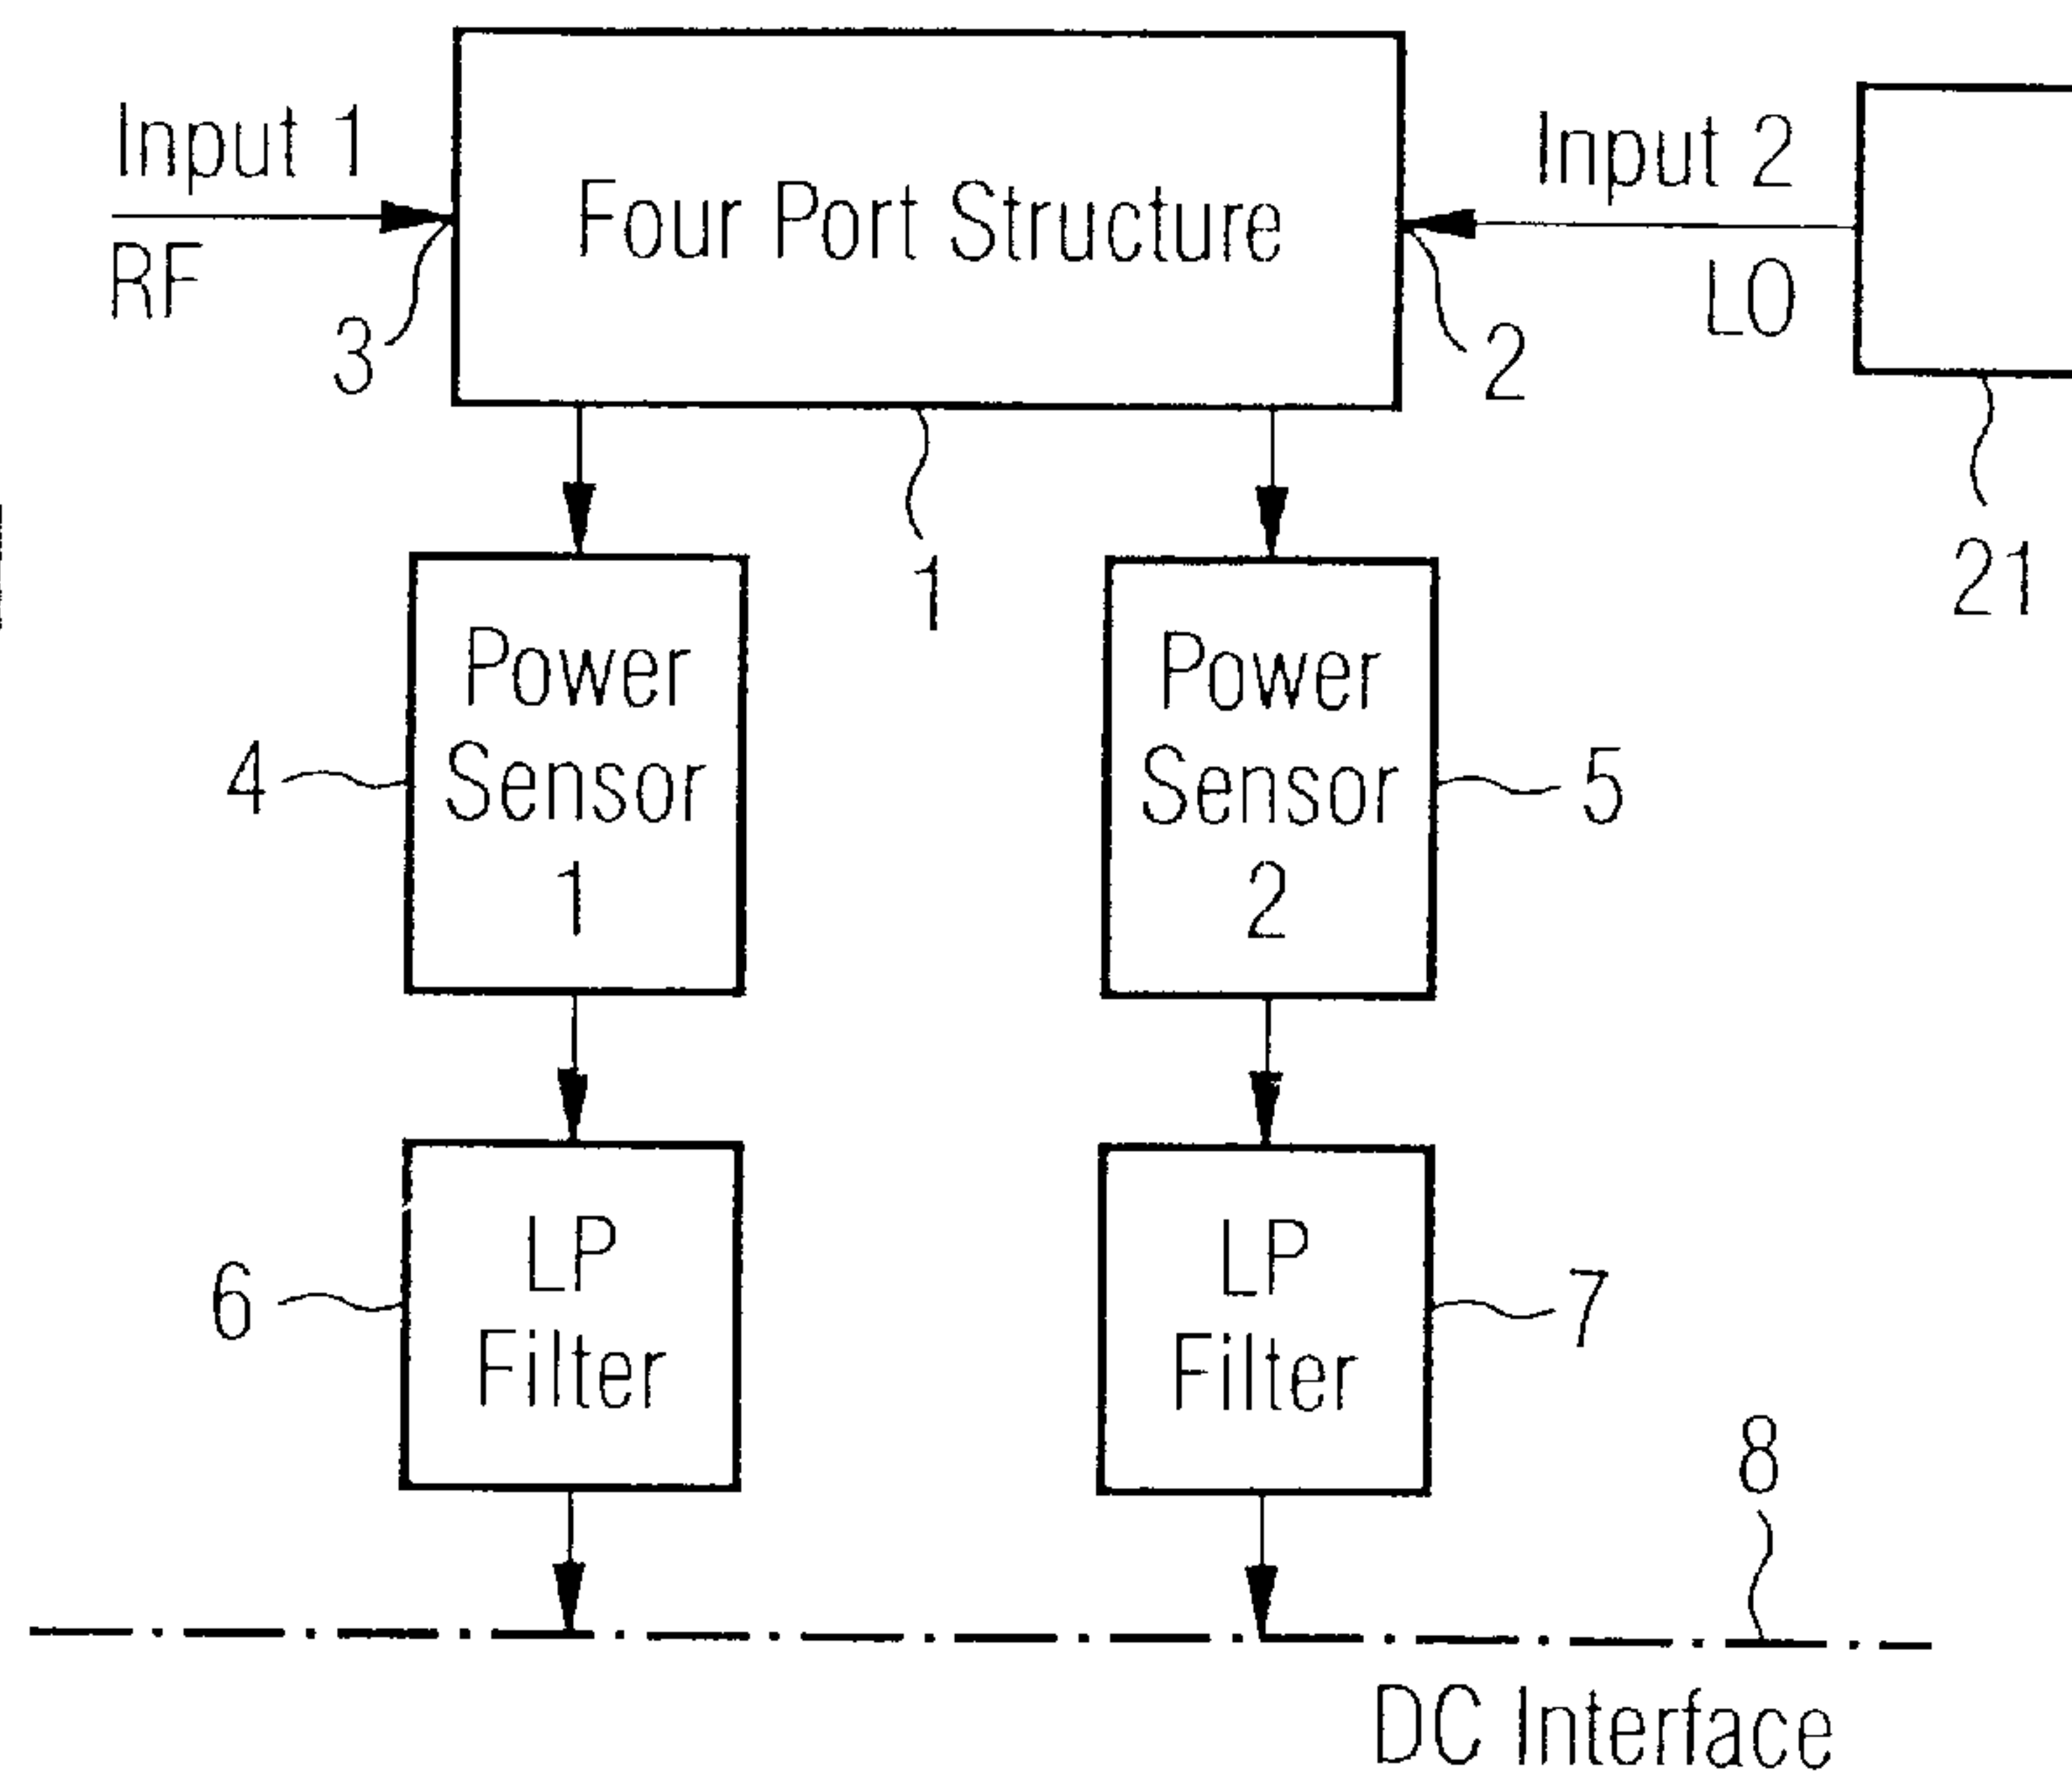 Input 1
RF
3
Four Port Structure
Input 2
LO
2
1
21
Power
Sensor
1
4
Power
Sensor
2
5
LP
Filter
6
LP
Filter
7
8
DC Interface